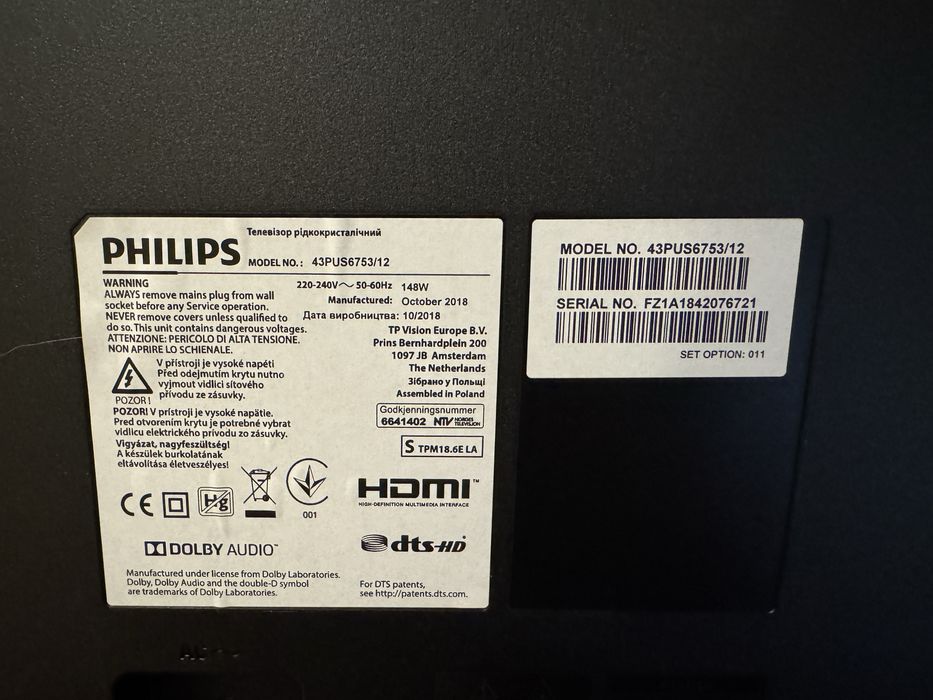 Телевізор рідкокристалічний
PHILIPS MODEL NO.: 43PUS6753/12
WARNING
ALWAYS remove mains plug from wall
socket before any Service operation.
NEVER remove covers unless qualified to
do so. This unit contains dangerous voltages.
ATTENZIONE: PERICOLO DI ALTA TENSIONE.
NON APRIRE LO SCHIENALE.
V přístroji je vysoké napětí
Před odejmutím krytu nutno
vyjmout vidlici síťového
přívodu ze zásuvky.
POZOR !
POZOR! V prístroji je vysoké napätie.
Pred otvorením krytu je potrebné vybrat
vidlicu elektrického prívodu zo zásuvky.
Vigyázat, nagyfeszültség!
A készülek burkolatának
eltávolítása életveszélyes!
220-240V~ 50-60Hz 148W
Manufactured: October 2018
Дата виробництва: 10/2018
TP Vision Europe B.V.
Prins Bernhardplein 200
1097 JB Amsterdam
The Netherlands
Зібрано у Польщі
Assembled in Poland
Godkjenningsnummer
6641402 NTV NORGES TELEVISION
S TPM18.6E LA
CE Hg 001
HDMI™
HIGH-DEFINITION MULTIMEDIA INTERFACE
DOLBY AUDIO™
dts-HD
Manufactured under license from Dolby Laboratories.
Dolby, Dolby Audio and the double-D symbol
are trademarks of Dolby Laboratories.
For DTS patents,
see http://patents.dts.com.
MODEL NO. 43PUS6753/12
SERIAL NO. FZ1A1842076721
SET OPTION: 011